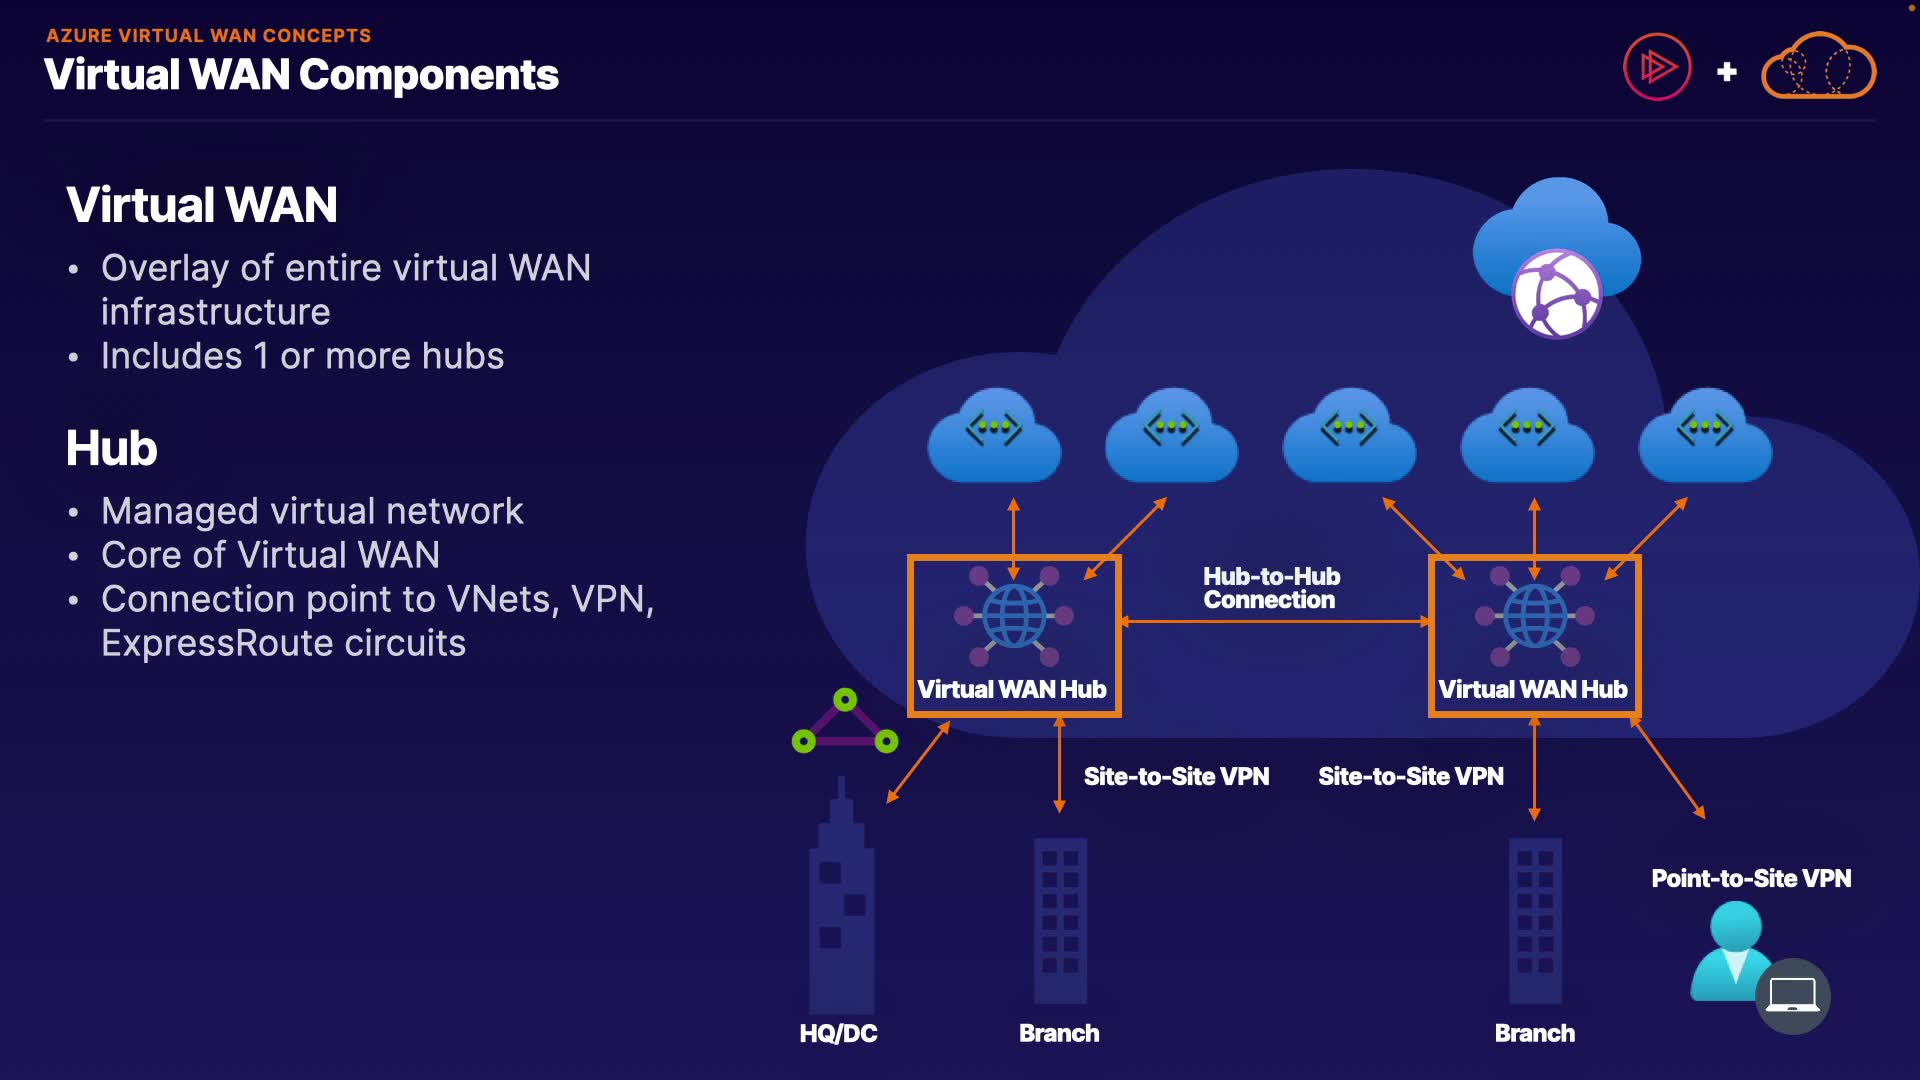 AZURE VIRTUAL WAN CONCEPTS
Virtual WAN Components
Virtual WAN
• Overlay of entire virtual WAN
infrastructure
• Includes 1 or more hubs
Hub
• Managed virtual network
• Core of Virtual WAN
• Connection point to VNets, VPN,
ExpressRoute circuits
Hub-to-Hub
Connection
Virtual WAN Hub
Virtual WAN Hub
Site-to-Site VPN
Site-to-Site VPN
Point-to-Site VPN
HQ/DC
Branch
Branch